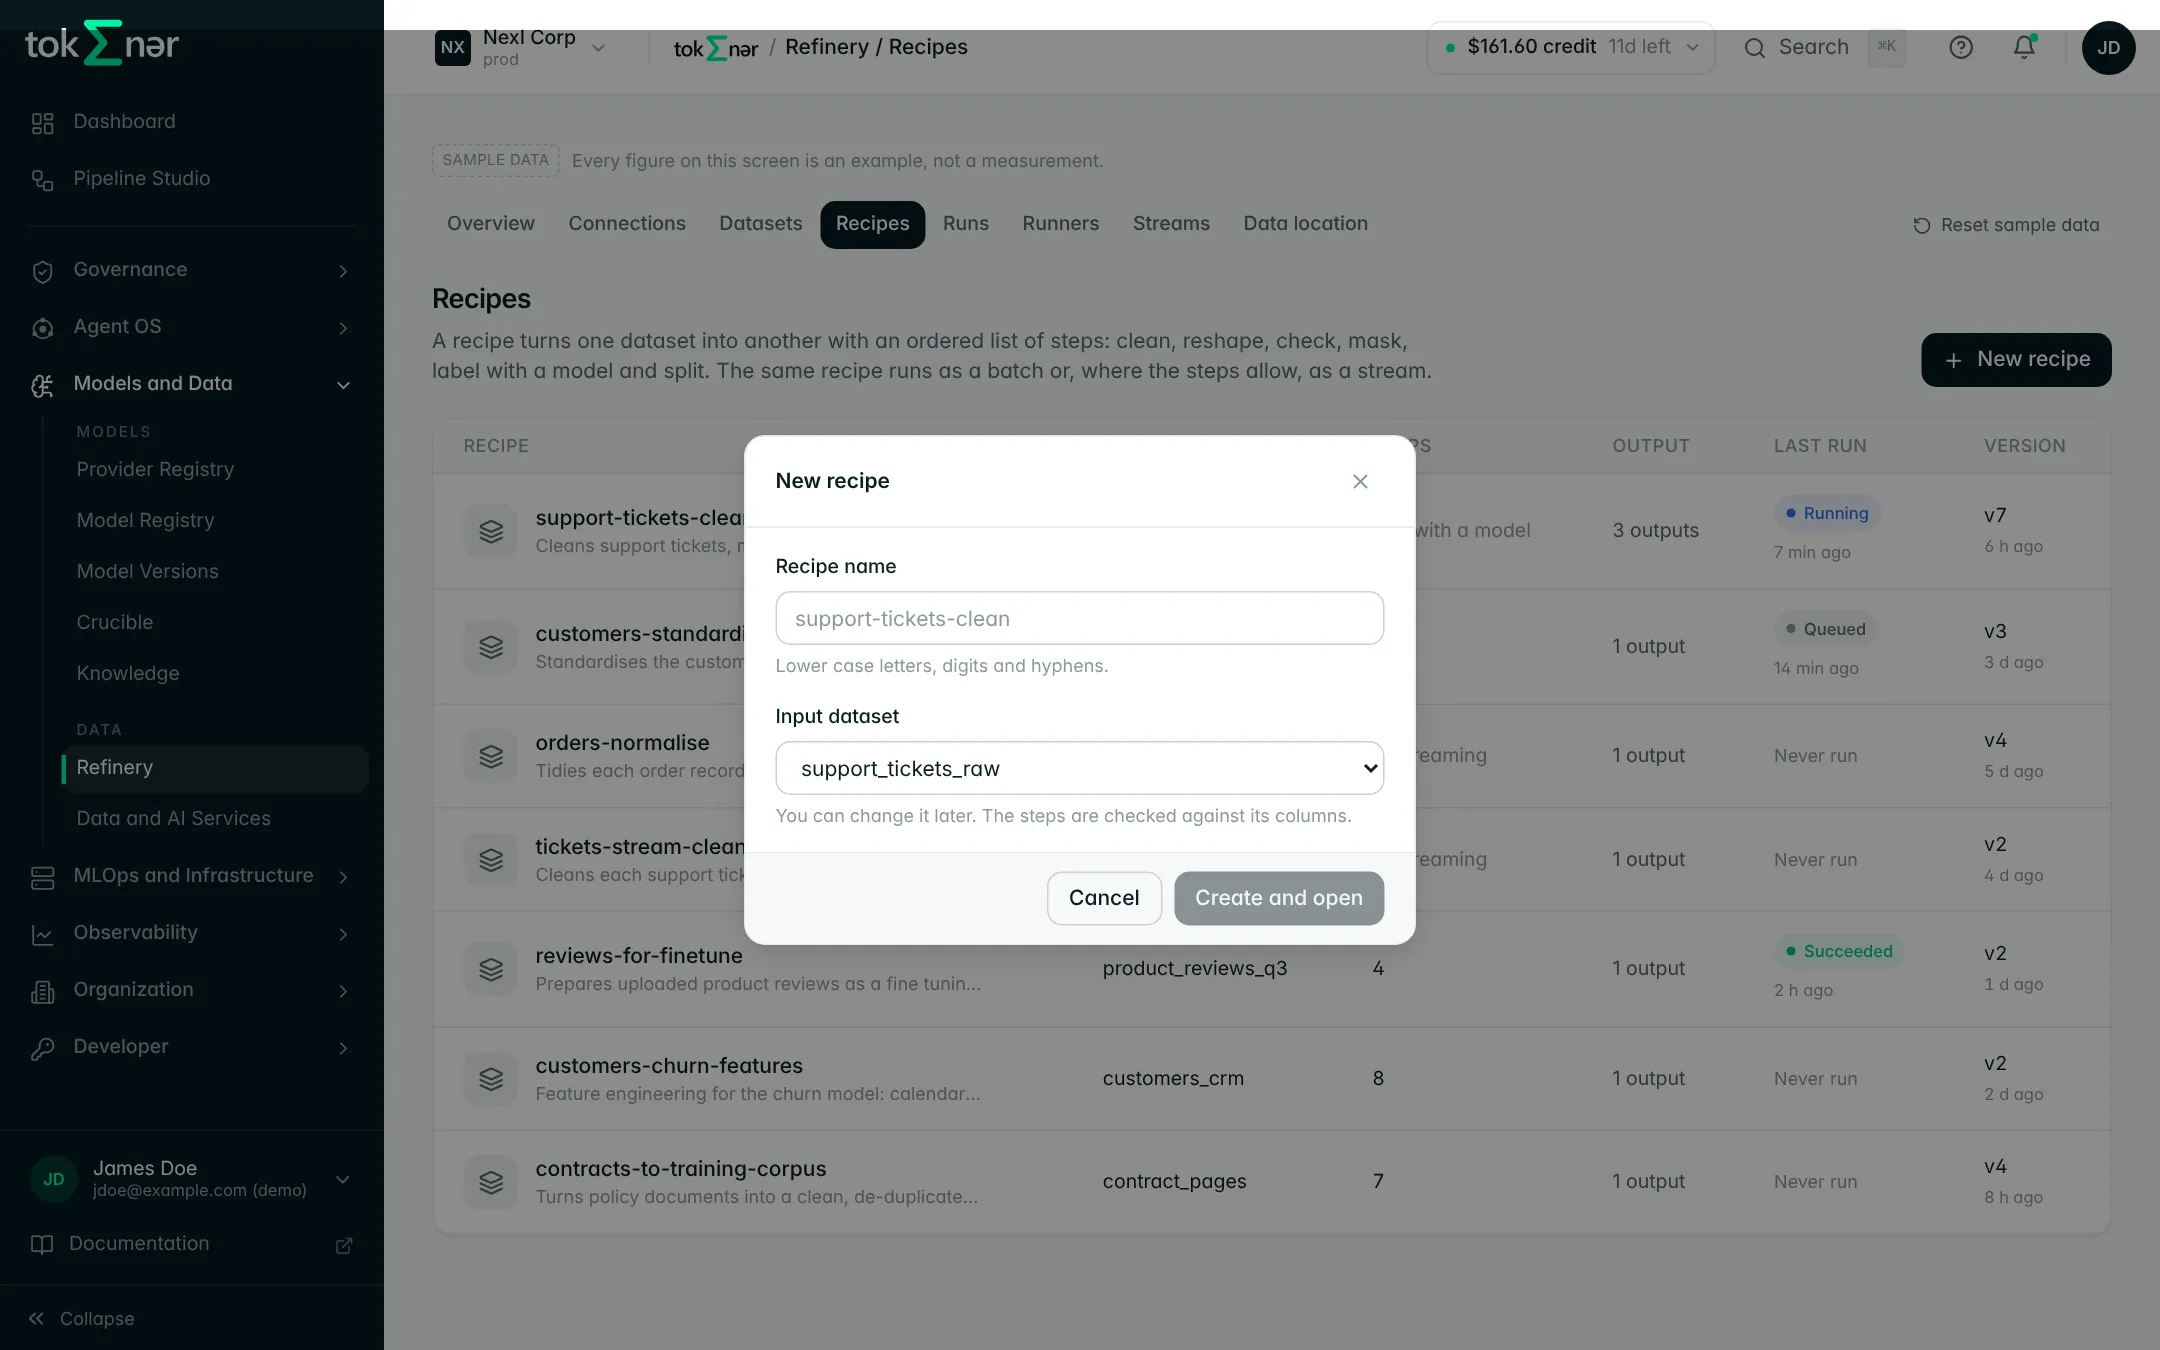 tokΣnər
Dashboard
Pipeline Studio
Governance
Agent OS
Models and Data
MODELS
Provider Registry
Model Registry
Model Versions
Crucible
Knowledge
DATA
Refinery
Data and AI Services
MLOps and Infrastructure
Observability
Organization
Developer
JD
James Doe
jdoe@example.com (demo)
Documentation
Collapse
NX
Nexl Corp
prod
tokΣnər / Refinery / Recipes
$161.60 credit 11d left
Search ⌘K
JD
SAMPLE DATA Every figure on this screen is an example, not a measurement.
Overview Connections Datasets Recipes Runs Runners Streams Data location
Reset sample data
Recipes
A recipe turns one dataset into another with an ordered list of steps: clean, reshape, check, mask,
label with a model and split. The same recipe runs as a batch or, where the steps allow, as a stream.
New recipe
RECIPE PS OUTPUT LAST RUN VERSION
support-tickets-clean with a model 3 outputs Running v7
Cleans support tickets, 7 min ago 6 h ago
customers-standardi 1 output Queued v3
Standardises the custom 14 min ago 3 d ago
orders-normalise reaming 1 output Never run v4
Tidies each order record 5 d ago
tickets-stream-clean reaming 1 output Never run v2
Cleans each support tick 4 d ago
reviews-for-finetune product_reviews_q3 4 1 output Succeeded v2
Prepares uploaded product reviews as a fine tunin... 2 h ago 1 d ago
customers-churn-features customers_crm 8 1 output Never run v2
Feature engineering for the churn model: calendar... 2 d ago
contracts-to-training-corpus contract_pages 7 1 output Never run v4
Turns policy documents into a clean, de-duplicate... 8 h ago
New recipe
Recipe name
support-tickets-clean
Lower case letters, digits and hyphens.
Input dataset
support_tickets_raw
You can change it later. The steps are checked against its columns.
Cancel Create and open